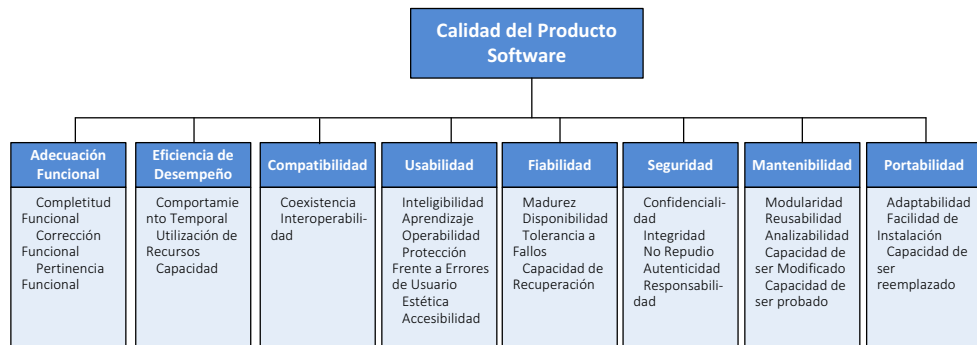 Calidad del Producto
Software
Adecuación
Funcional
Completitud
Funcional
Corrección
Funcional
Pertinencia
Funcional
Eficiencia de
Desempeño
Comportamie
nto Temporal
Utilización de
Recursos
Capacidad
Compatibilidad
Coexistencia
Interoperabili-
dad
Usabilidad
Inteligibilidad
Aprendizaje
Operabilidad
Protección
Frente a Errores
de Usuario
Estética
Accesibilidad
Fiabilidad
Madurez
Disponibilidad
Tolerancia a
Fallos
Capacidad de
Recuperación
Seguridad
Confidenciali-
dad
Integridad
No Repudio
Autenticidad
Responsabili-
dad
Mantenibilidad
Modularidad
Reusabilidad
Analizabilidad
Capacidad de
ser Modificado
Capacidad de
ser probado
Portabilidad
Adaptabilidad
Facilidad de
Instalación
Capacidad de
ser
reemplazado